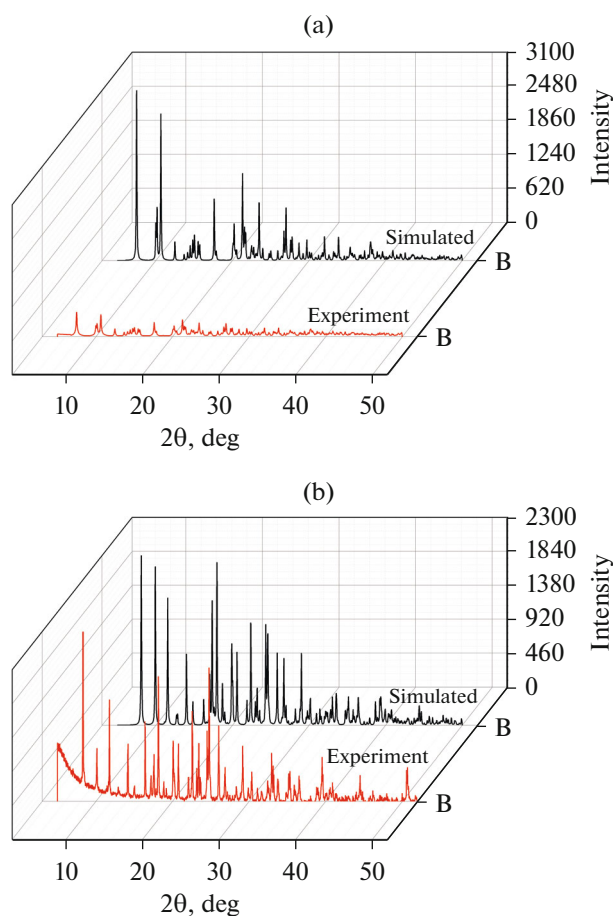 (a)
3100
2480
1860
1240
620
0
Intensity
Simulated
B
Experiment
B
10 20 30 40 50
2θ, deg
(b)
2300
1840
1380
920
460
0
Intensity
Simulated
B
Experiment
B
10 20 30 40 50
2θ, deg